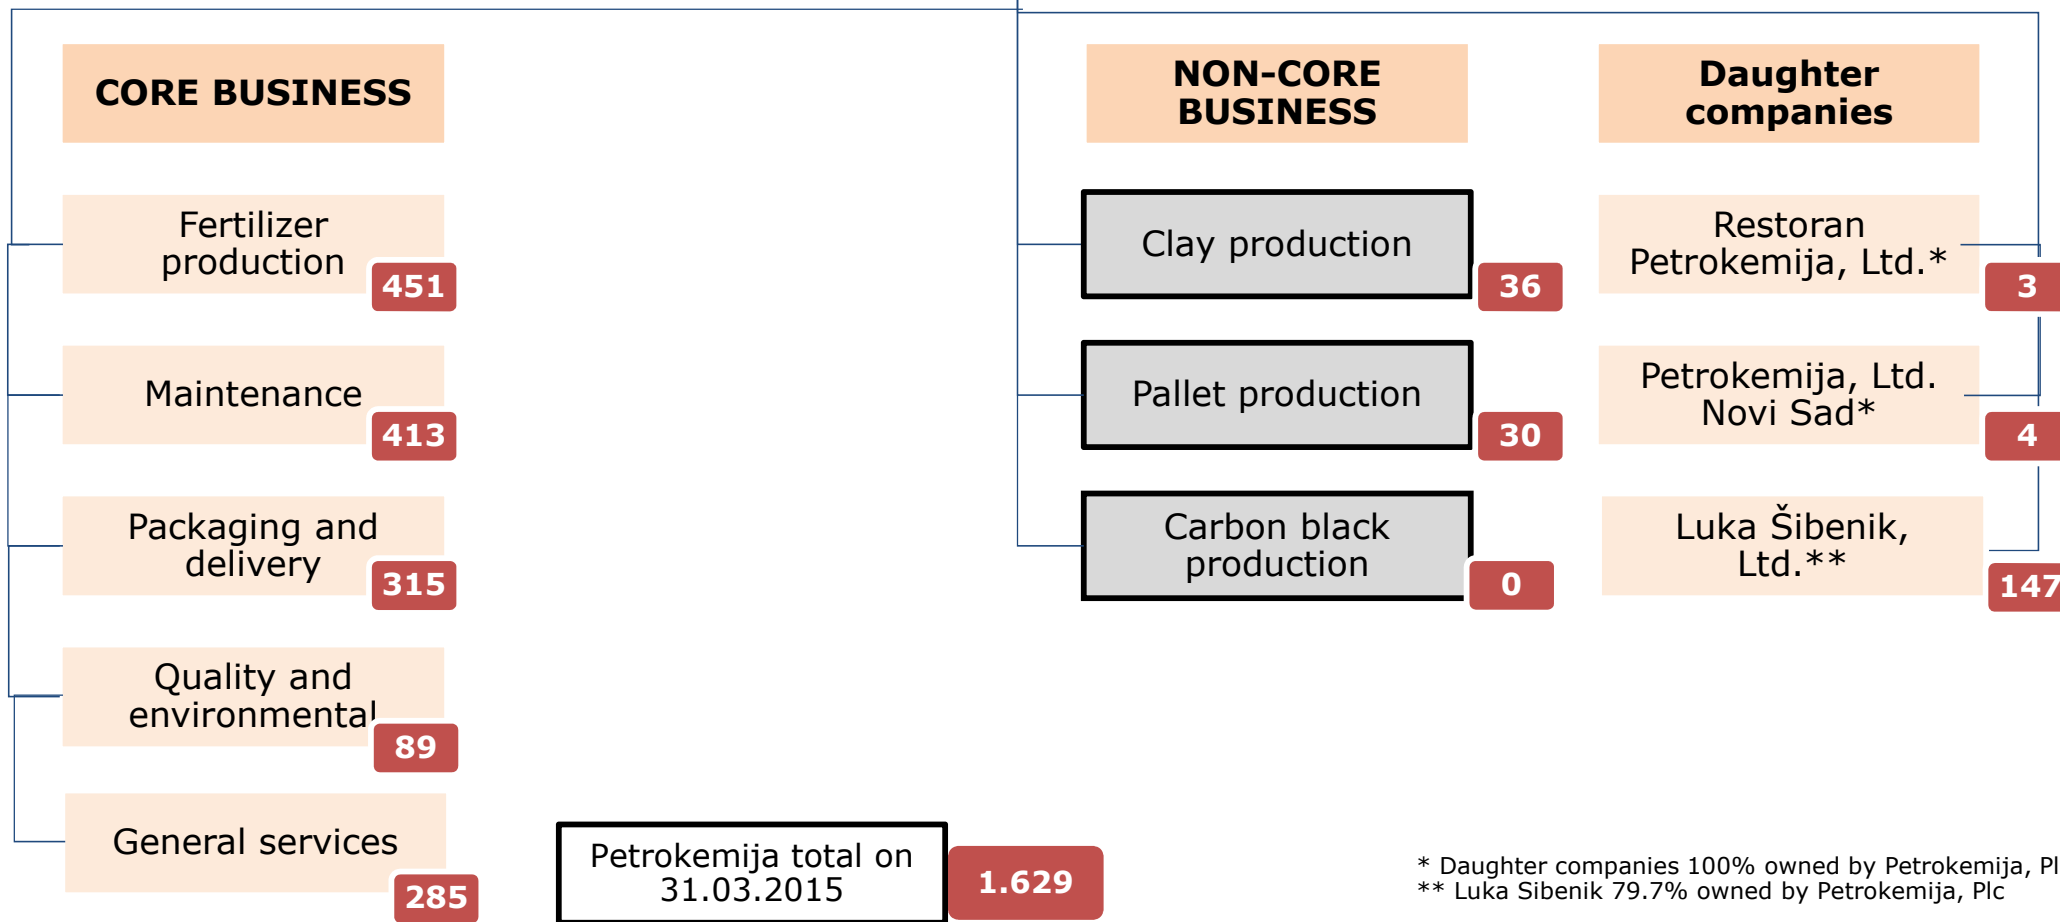 CORE BUSINESS
Fertilizer
production
451
Maintenance
413
Packaging and
delivery
315
Quality and
environmental
89
General services
285
Petrokemija total on
31.03.2015
1.629
NON-CORE
BUSINESS
Clay production
36
Pallet production
30
Carbon black
production
0
Daughter
companies
Restoran
Petrokemija, Ltd.*
3
Petrokemija, Ltd.
Novi Sad*
4
Luka Šibenik,
Ltd.**
147
* Daughter companies 100% owned by Petrokemija, Pl
** Luka Sibenik 79.7% owned by Petrokemija, Plc